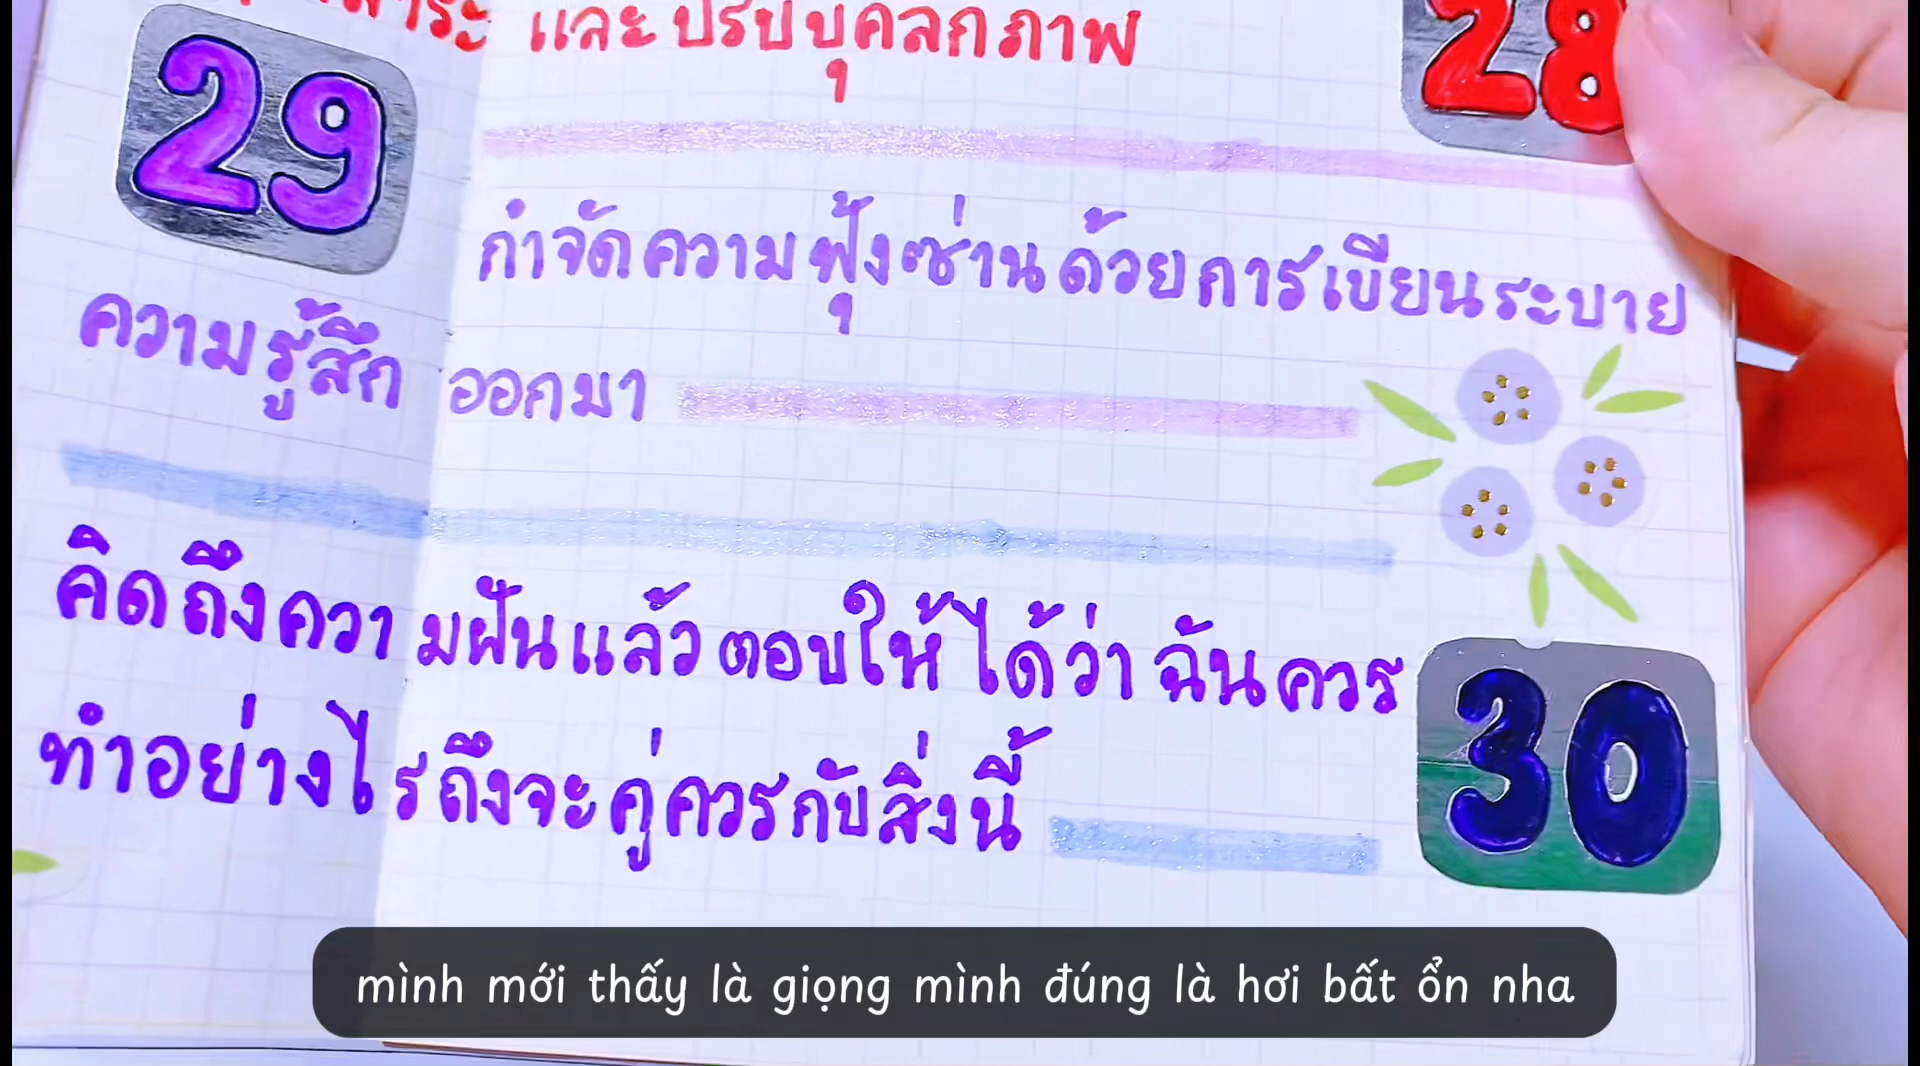 และปรับบุคลิกภาพ
28
29
กำจัดความฟุ้งซ่านด้วยการเขียนระบาย
ความรู้สึก ออกมา
คิดถึงความฝันแล้วตอบให้ได้ว่า ฉันควร
ทำอย่างไรถึงจะคู่ควรกับสิ่งนี้
30
mình mới thấy là giọng mình đúng là hơi bất ổn nha